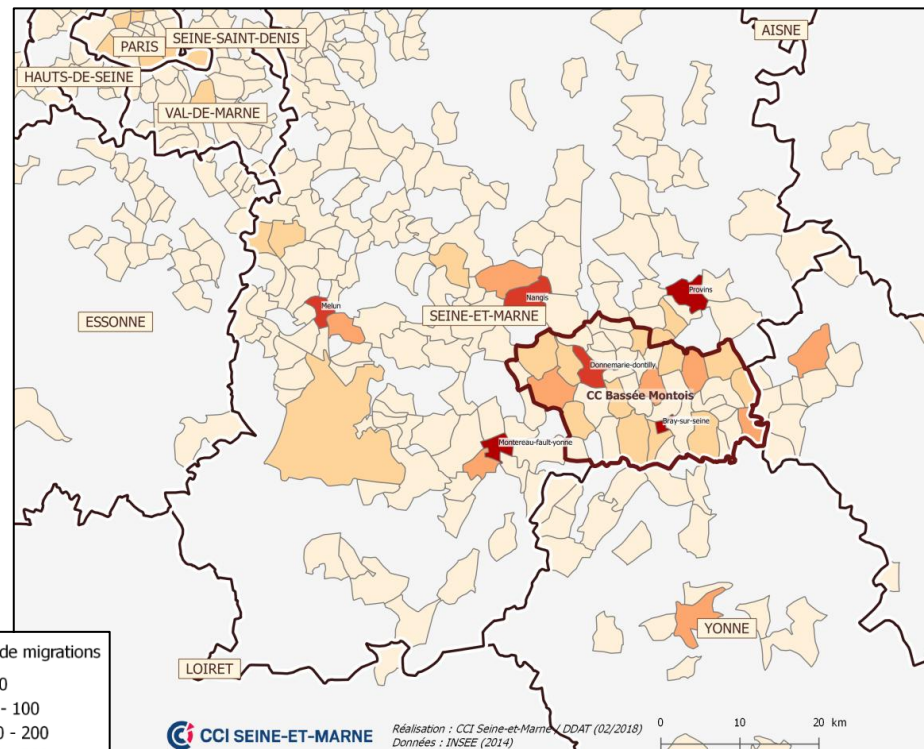 AISNE
SEINE-SAINT-DENIS
PARIS
HAUTS-DE-SEINE
VAL-DE-MARNE
Provins
Nangis
Melun
SEINE-ET-MARNE
ESSONNE
Donnemarie-dontilly
CC Bassée Montois
Bray-sur-seine
Montereau-fault-yonne
YONNE
de migrations
LOIRET
0
- 100
0 - 200
CCI SEINE-ET-MARNE
Réalisation : CCI Seine-et-Marne / DDAT (02/2018)
Données : INSEE (2014)
0 10 20 km